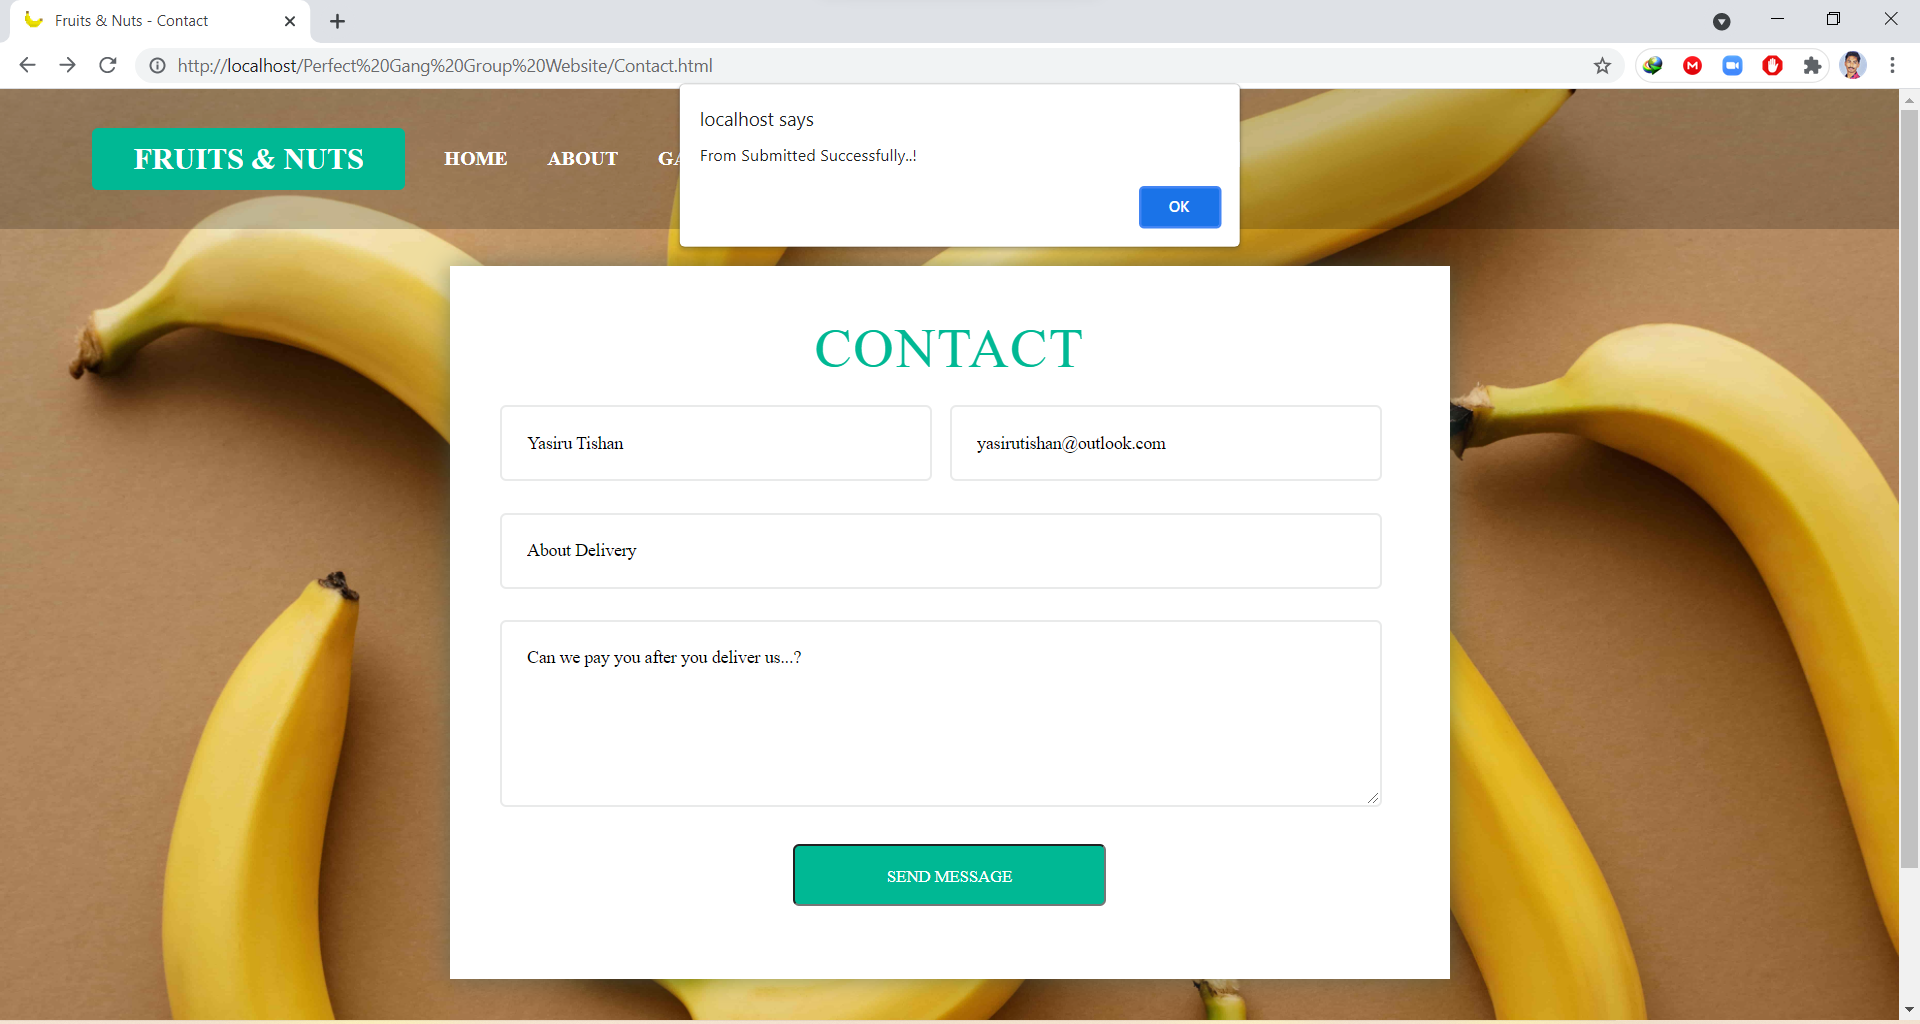 Fruits & Nuts - Contact
http://localhost/Perfect%20Gang%20Group%20Website/Contact.html
localhost says
From Submitted Successfully..!
OK
FRUITS & NUTS
HOME
ABOUT
CONTACT
Yasiru Tishan
yasirutishan@outlook.com
About Delivery
Can we pay you after you deliver us...?
SEND MESSAGE